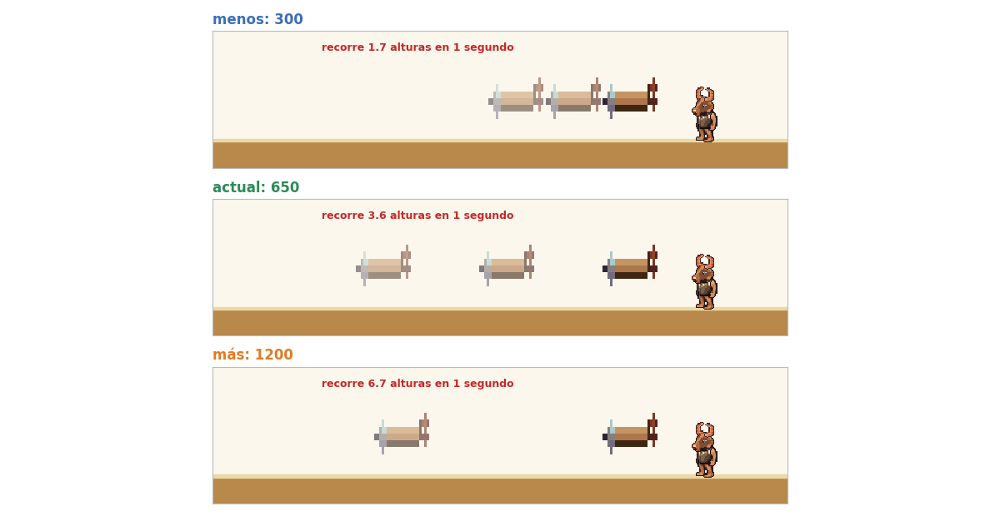 menos: 300
recorre 1.7 alturas en 1 segundo
actual: 650
recorre 3.6 alturas en 1 segundo
más: 1200
recorre 6.7 alturas en 1 segundo